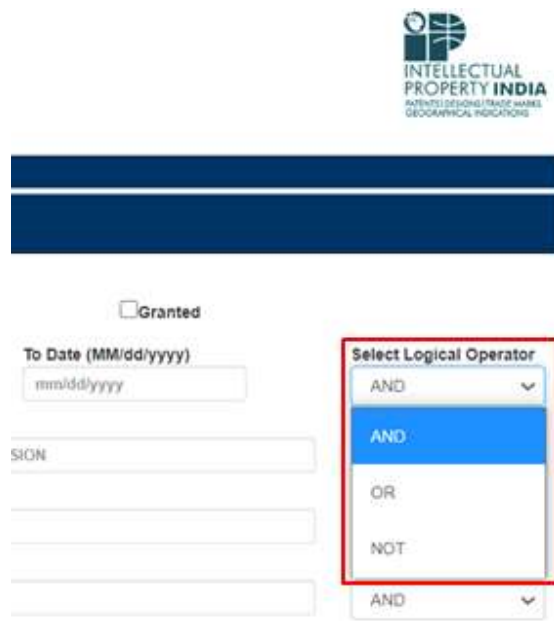 INTELLECTUAL
PROPERTY INDIA
PATENTS | DESIGNS | TRADE MARKS
GEOGRAPHICAL INDICATIONS
Granted
To Date (MM/dd/yyyy)
Select Logical Operator
mm/dd/yyyy
AND
AND
SION
OR
NOT
AND